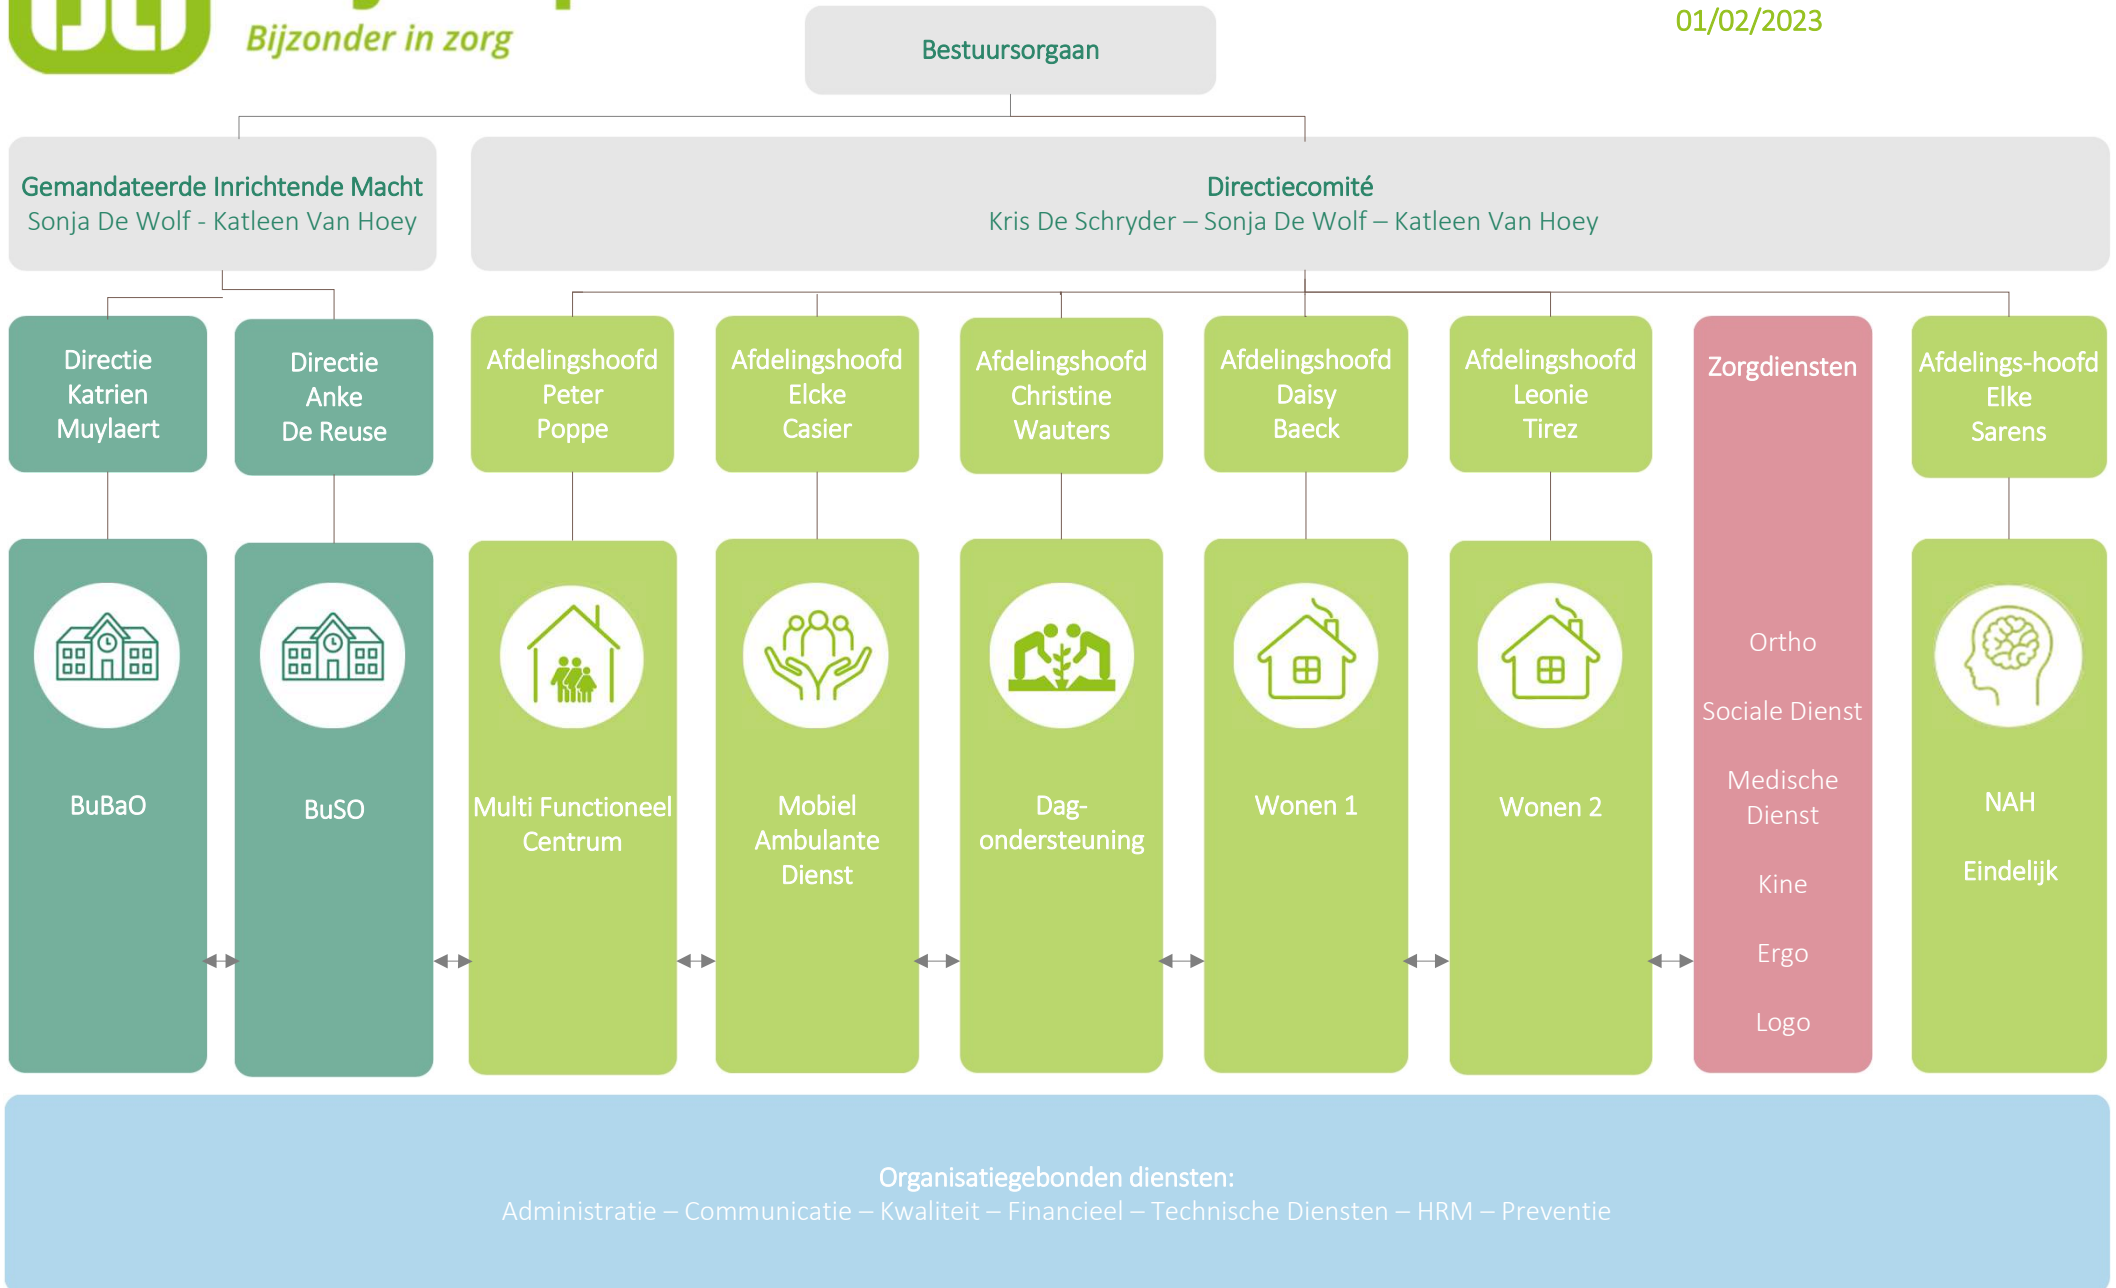 Bijzonder in zorg
01/02/2023
Bestuursorgaan
Gemandateerde Inrichtende Macht
Sonja De Wolf - Katleen Van Hoey
Directiecomité
Kris De Schryder – Sonja De Wolf – Katleen Van Hoey
Directie
Katrien
Muylaert
Directie
Anke
De Reuse
Afdelingshoofd
Peter
Poppe
Afdelingshoofd
Elcke
Casier
Afdelingshoofd
Christine
Wauters
Afdelingshoofd
Daisy
Baeck
Afdelingshoofd
Leonie
Tirez
Zorgdiensten
Afdelings-hoofd
Elke
Sarens
BuBaO
BuSO
Multi Functioneel
Centrum
Mobiel
Ambulante
Dienst
Dag-
ondersteuning
Wonen 1
Wonen 2
Ortho
Sociale Dienst
Medische
Dienst
Kine
Ergo
Logo
NAH
Eindelijk
Organisatiegebonden diensten:
Administratie – Communicatie – Kwaliteit – Financieel – Technische Diensten – HRM – Preventie